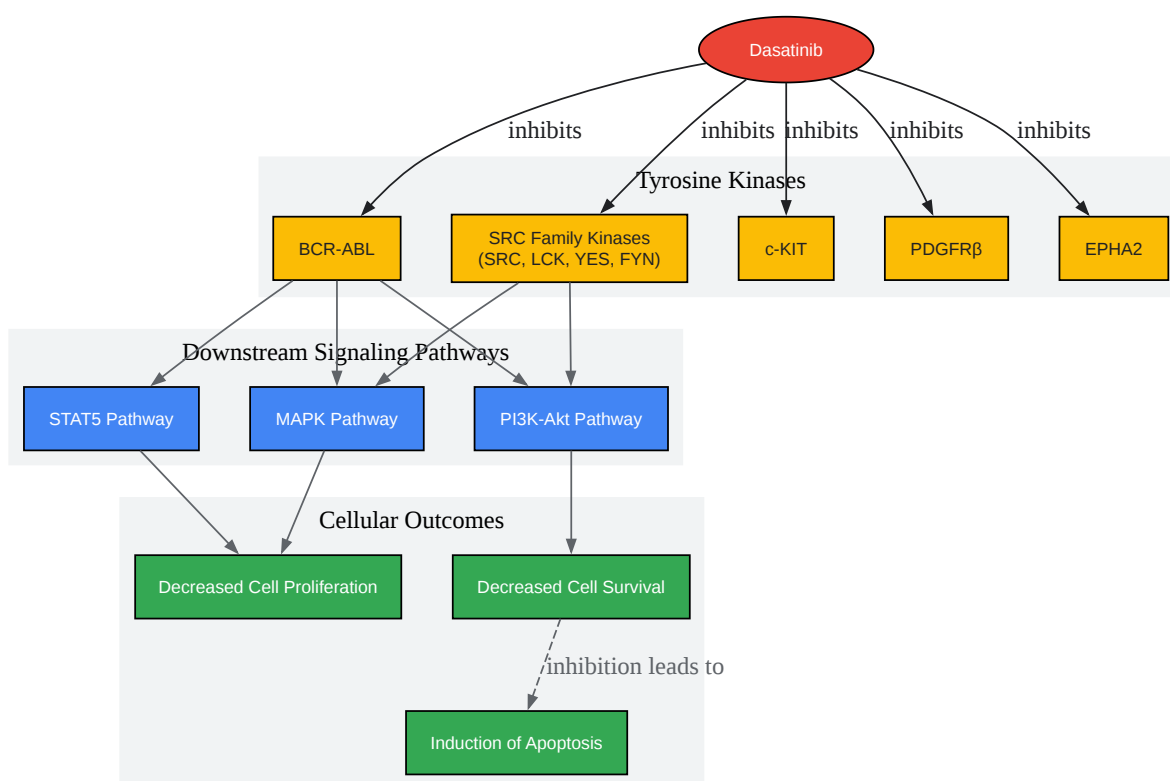 Dasatinib
inhibits
inhibits
inhibits
inhibits
inhibits
Tyrosine Kinases
BCR-ABL
SRC Family Kinases
(SRC, LCK, YES, FYN)
c-KIT
PDGFRβ
EPHA2
Downstream Signaling Pathways
STAT5 Pathway
MAPK Pathway
PI3K-Akt Pathway
Cellular Outcomes
Decreased Cell Proliferation
Decreased Cell Survival
inhibition leads to
Induction of Apoptosis